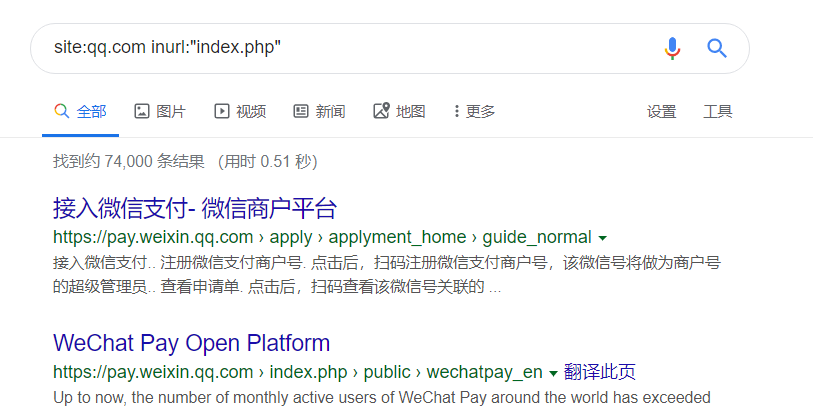 site:qq.com inurl:"index.php"
全部 图片 视频 新闻 地图 更多 设置 工具
找到约 74,000 条结果 （用时 0.51 秒）
接入微信支付- 微信商户平台
https://pay.weixin.qq.com › apply › applyment_home › guide_normal
接入微信支付.. 注册微信支付商户号. 点击后，扫码注册微信支付商户号，该微信号将做为商户号
的超级管理员.. 查看申请单. 点击后，扫码查看该微信号关联的 ...
WeChat Pay Open Platform
https://pay.weixin.qq.com › index.php › public › wechatpay_en 翻译此页
Up to now, the number of monthly active users of WeChat Pay around the world has exceeded